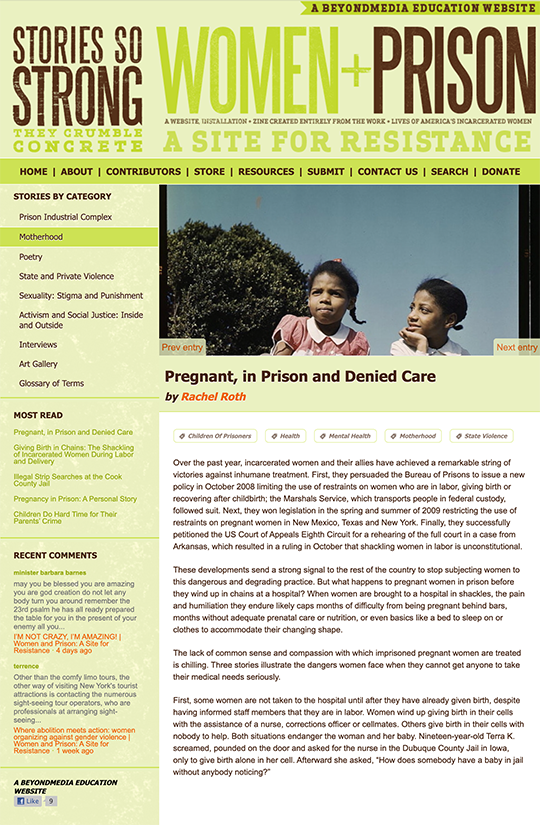 A BEYONDMEDIA EDUCATION WEBSITE
STORIES SO
STRONG
THEY CRUMBLE
CONCRETE
WOMEN+PRISON
A WEBSITE, INSTALLATION + ZINE CREATED ENTIRELY FROM THE WORK + LIVES OF AMERICA'S INCARCERATED WOMEN
A SITE FOR RESISTANCE
HOME | ABOUT | CONTRIBUTORS | STORE | RESOURCES | SUBMIT | CONTACT US | SEARCH | DONATE
STORIES BY CATEGORY
Prison Industrial Complex
Motherhood
Poetry
State and Private Violence
Sexuality: Stigma and Punishment
Activism and Social Justice: Inside
and Outside
Interviews
Art Gallery
Glossary of Terms
MOST READ
Pregnant, in Prison and Denied Care
Giving Birth in Chains: The Shackling
of Incarcerated Women During Labor
and Delivery
Illegal Strip Searches at the Cook
County Jail
Pregnancy in Prison: A Personal Story
Children Do Hard Time for Their
Parents' Crime
RECENT COMMENTS
minister barbara barnes
may you be blessed you are amazing
you are god creation do not let any
body turn you around remember the
23rd psalm he has all ready prepared
the table for you in the present of your
enemy all you...
I'M NOT CRAZY, I'M AMAZING! |
Women and Prison: A Site for
Resistance · 4 days ago
terrence
Other than the comfy limo tours, the
other way of visiting New York's tourist
attractions is contacting the numerous
sight-seeing tour operators, who are
professionals at arranging sight-
seeing...
Where abolition meets action: women
organizing against gender violence |
Women and Prison: A Site for
Resistance · 1 week ago
A BEYONDMEDIA EDUCATION
WEBSITE
Like 9
Prev entry
Next entry
Pregnant, in Prison and Denied Care
by Rachel Roth
Children Of Prisoners
Health
Mental Health
Motherhood
State Violence
Over the past year, incarcerated women and their allies have achieved a remarkable string of
victories against inhumane treatment. First, they persuaded the Bureau of Prisons to issue a new
policy in October 2008 limiting the use of restraints on women who are in labor, giving birth or
recovering after childbirth; the Marshals Service, which transports people in federal custody,
followed suit. Next, they won legislation in the spring and summer of 2009 restricting the use of
restraints on pregnant women in New Mexico, Texas and New York. Finally, they successfully
petitioned the US Court of Appeals Eighth Circuit for a rehearing of the full court in a case from
Arkansas, which resulted in a ruling in October that shackling women in labor is unconstitutional.
These developments send a strong signal to the rest of the country to stop subjecting women to
this dangerous and degrading practice. But what happens to pregnant women in prison before
they wind up in chains at a hospital? When women are brought to a hospital in shackles, the pain
and humiliation they endure likely caps months of difficulty from being pregnant behind bars,
months without adequate prenatal care or nutrition, or even basics like a bed to sleep on or
clothes to accommodate their changing shape.
The lack of common sense and compassion with which imprisoned pregnant women are treated
is chilling. Three stories illustrate the dangers women face when they cannot get anyone to take
their medical needs seriously.
First, some women are not taken to the hospital until after they have already given birth, despite
having informed staff members that they are in labor. Women wind up giving birth in their cells
with the assistance of a nurse, corrections officer or cellmates. Others give birth in their cells with
nobody to help. Both situations endanger the woman and her baby. Nineteen-year-old Terra K.
screamed, pounded on the door and asked for the nurse in the Dubuque County Jail in Iowa,
only to give birth alone in her cell. Afterward she asked, "How does somebody have a baby in jail
without anybody noticing?"